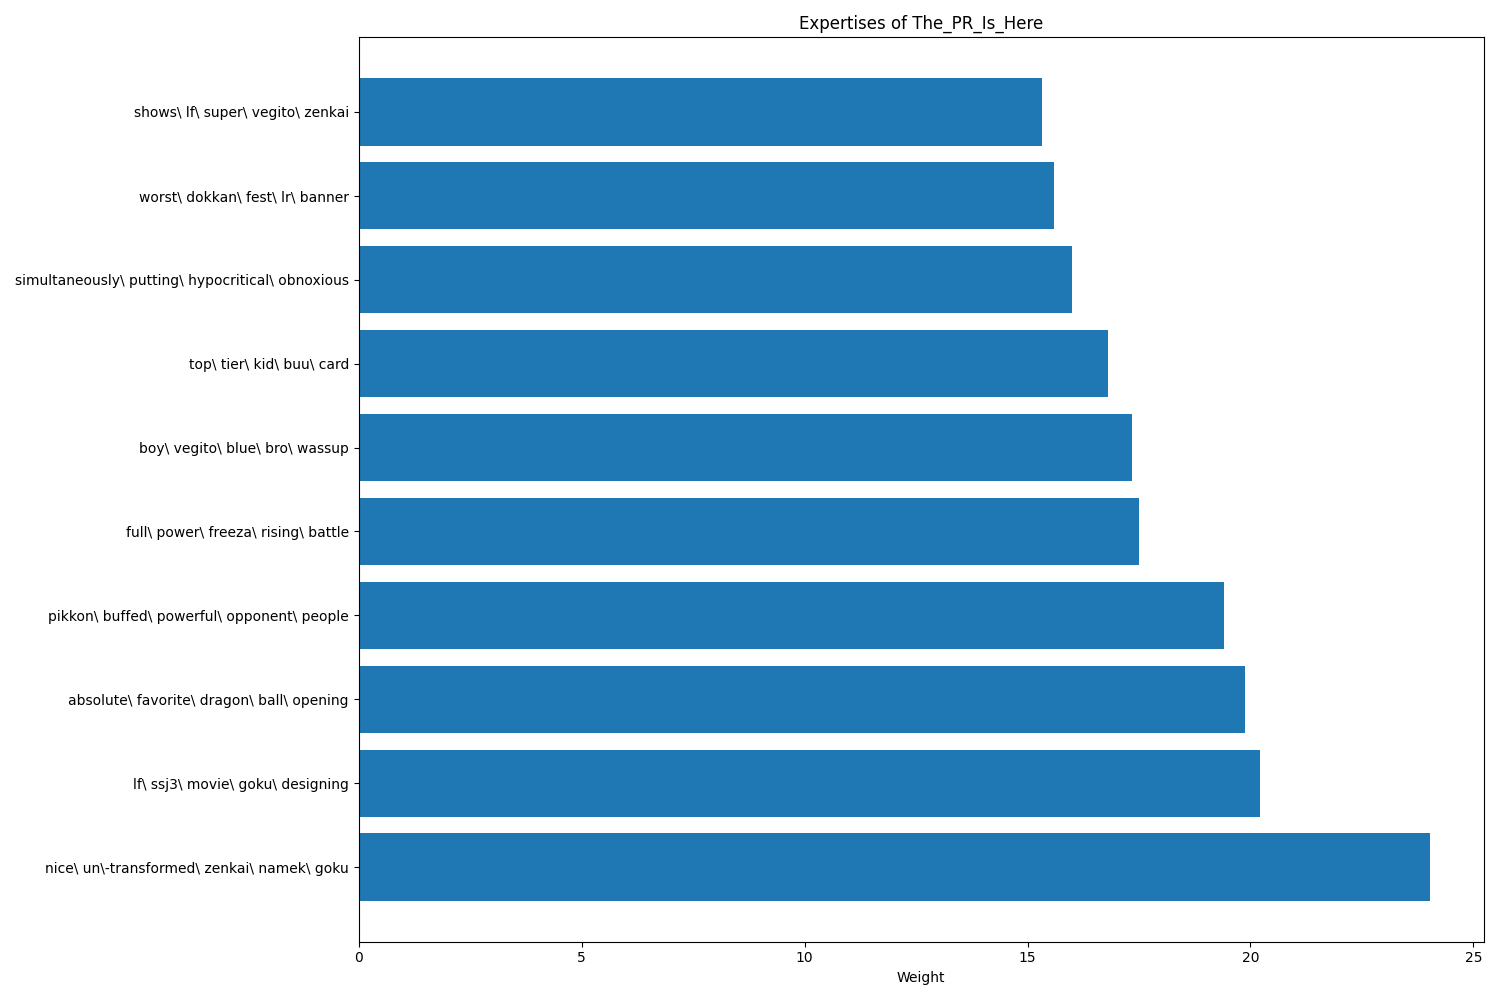 Expertises of The_PR_Is_Here
shows\ lf\ super\ vegito\ zenkai
worst\ dokkan\ fest\ lr\ banner
simultaneously\ putting\ hypocritical\ obnoxious
top\ tier\ kid\ buu\ card
boy\ vegito\ blue\ bro\ wassup
full\ power\ freeza\ rising\ battle
pikkon\ buffed\ powerful\ opponent\ people
absolute\ favorite\ dragon\ ball\ opening
lf\ ssj3\ movie\ goku\ designing
nice\ un\-transformed\ zenkai\ namek\ goku
0 5 10 15 20 25
Weight